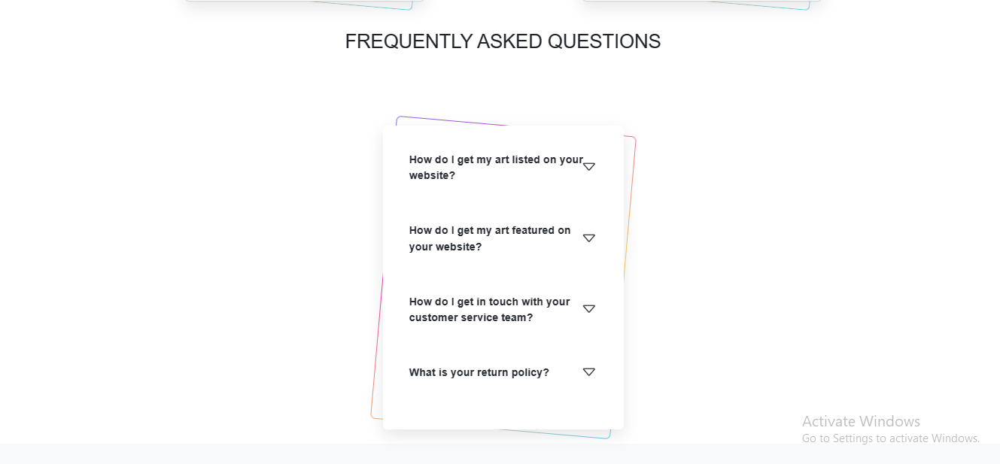 FREQUENTLY ASKED QUESTIONS
How do I get my art listed on your
website?
How do I get my art featured on
your website?
How do I get in touch with your
customer service team?
What is your return policy?
Activate Windows
Go to Settings to activate Windows.